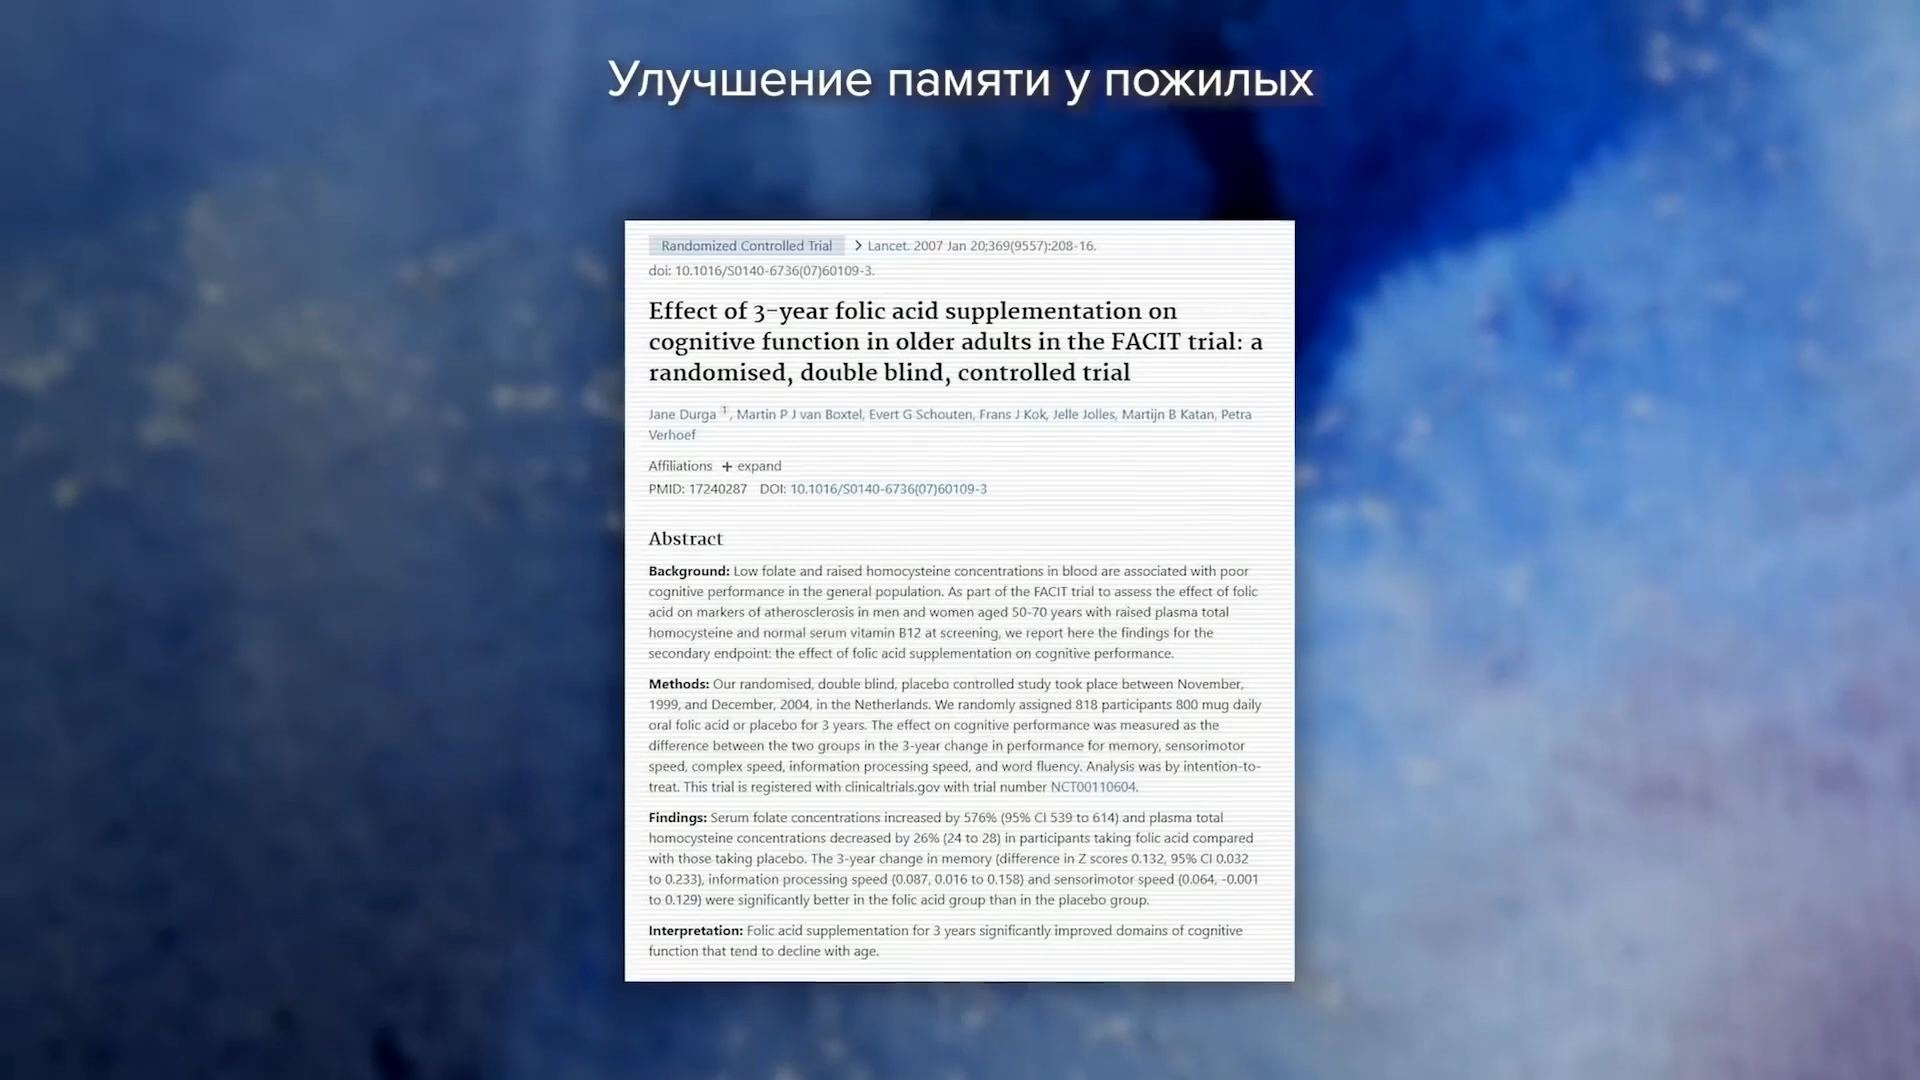 Улучшение памяти у пожилых
Randomized Controlled Trial > Lancet. 2007 Jan 20;369(9557):208-16.
doi: 10.1016/S0140-6736(07)60109-3.
Effect of 3-year folic acid supplementation on
cognitive function in older adults in the FACIT trial: a
randomised, double blind, controlled trial
Jane Durga 1, Martin P J van Boxtel, Evert G Schouten, Frans J Kok, Jelle Jolles, Martijn B Katan, Petra
Verhoef
Affiliations + expand
PMID: 17240287 DOI: 10.1016/S0140-6736(07)60109-3
Abstract
Background: Low folate and raised homocysteine concentrations in blood are associated with poor
cognitive performance in the general population. As part of the FACIT trial to assess the effect of folic
acid on markers of atherosclerosis in men and women aged 50-70 years with raised plasma total
homocysteine and normal serum vitamin B12 at screening, we report here the findings for the
secondary endpoint: the effect of folic acid supplementation on cognitive performance.
Methods: Our randomised, double blind, placebo controlled study took place between November,
1999, and December, 2004, in the Netherlands. We randomly assigned 818 participants 800 mug daily
oral folic acid or placebo for 3 years. The effect on cognitive performance was measured as the
difference between the two groups in the 3-year change in performance for memory, sensorimotor
speed, complex speed, information processing speed, and word fluency. Analysis was by intention-to-
treat. This trial is registered with clinicaltrials.gov with trial number NCT00110604.
Findings: Serum folate concentrations increased by 576% (95% CI 539 to 614) and plasma total
homocysteine concentrations decreased by 26% (24 to 28) in participants taking folic acid compared
with those taking placebo. The 3-year change in memory (difference in Z scores 0.132, 95% CI 0.032
to 0.233), information processing speed (0.087, 0.016 to 0.158) and sensorimotor speed (0.064, -0.001
to 0.129) were significantly better in the folic acid group than in the placebo group.
Interpretation: Folic acid supplementation for 3 years significantly improved domains of cognitive
function that tend to decline with age.